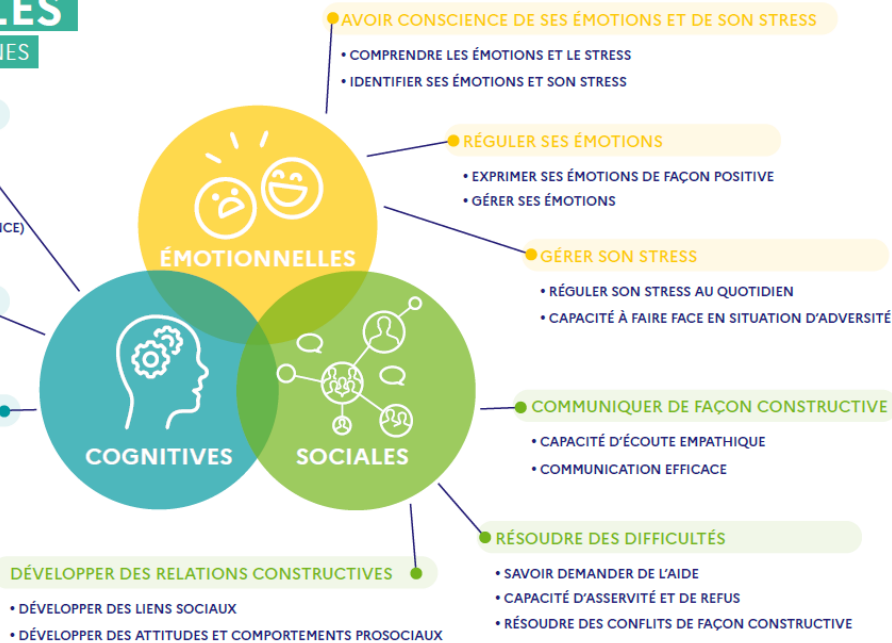 LES
NES
AVOIR CONSCIENCE DE SES ÉMOTIONS ET DE SON STRESS
• COMPRENDRE LES ÉMOTIONS ET LE STRESS
• IDENTIFIER SES ÉMOTIONS ET SON STRESS
RÉGULER SES ÉMOTIONS
• EXPRIMER SES ÉMOTIONS DE FAÇON POSITIVE
• GÉRER SES ÉMOTIONS
NCE)
ÉMOTIONNELLES
GÉRER SON STRESS
• RÉGULER SON STRESS AU QUOTIDIEN
• CAPACITÉ À FAIRE FACE EN SITUATION D'ADVERSITÉ
COGNITIVES
SOCIALES
COMMUNIQUER DE FAÇON CONSTRUCTIVE
• CAPACITÉ D'ÉCOUTE EMPATHIQUE
• COMMUNICATION EFFICACE
RÉSOUDRE DES DIFFICULTÉS
• SAVOIR DEMANDER DE L'AIDE
• CAPACITÉ D'ASSERVITÉ ET DE REFUS
• RÉSOUDRE DES CONFLITS DE FAÇON CONSTRUCTIVE
DÉVELOPPER DES RELATIONS CONSTRUCTIVES
• DÉVELOPPER DES LIENS SOCIAUX
• DÉVELOPPER DES ATTITUDES ET COMPORTEMENTS PROSOCIAUX